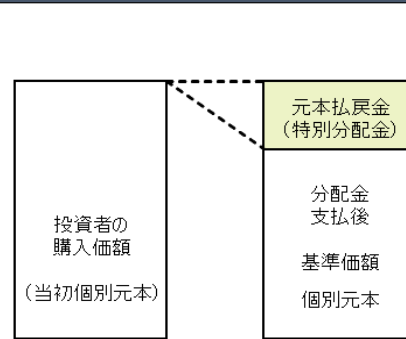 投資者の
購入価額
(当初個別元本)
元本払戻金
(特別分配金)
分配金
支払後
基準価額
個別元本